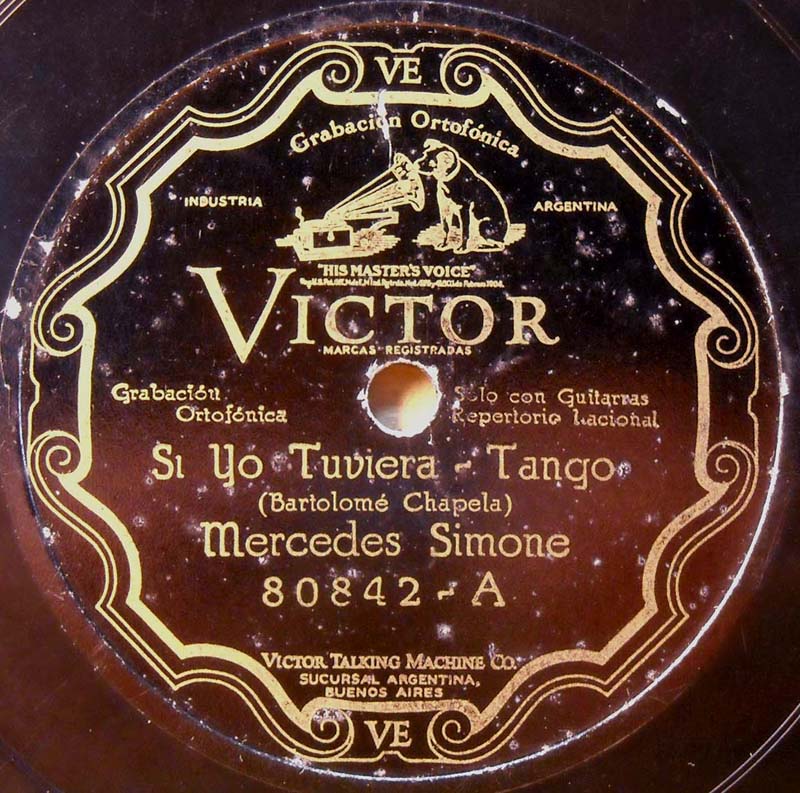 VE
Grabación Ortofónica
INDUSTRIA
ARGENTINA
"HIS MASTER'S VOICE"
VICTOR
MARCAS REGISTRADAS
Grabación
Ortofónica
Solo con Guitarras
Repertorio Nacional
Si Yo Tuviera - Tango
(Bartolomé Chapela)
Mercedes Simone
80842-A
VICTOR TALKING MACHINE CO.
SUCURSAL ARGENTINA,
BUENOS AIRES
VE